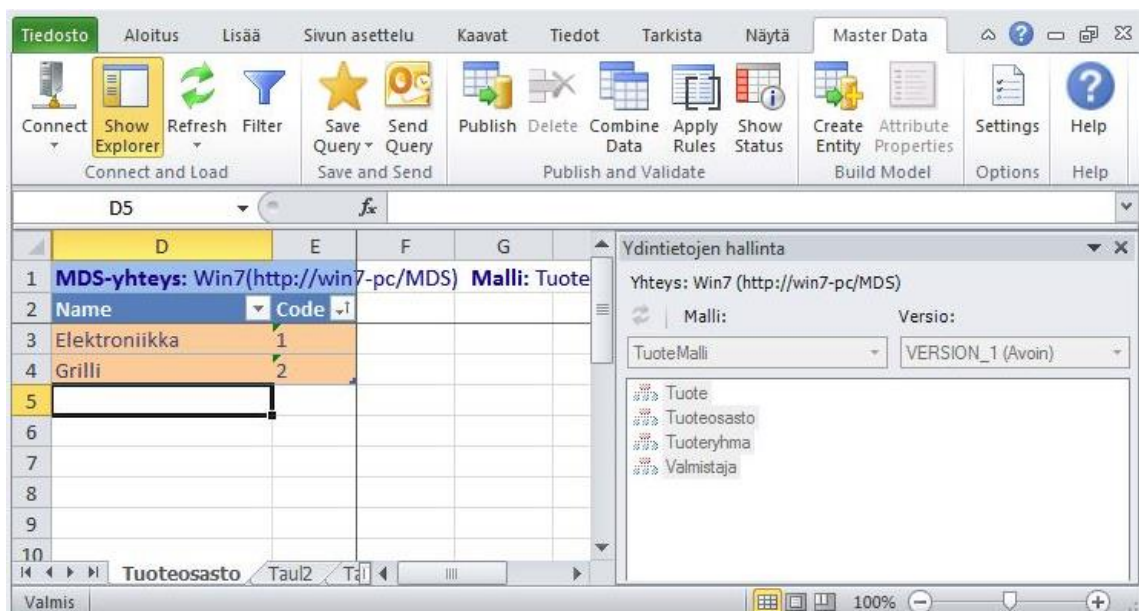 Tiedosto Aloitus Lisää Sivun asettelu Kaavat Tiedot Tarkista Näytä Master Data
Connect Show Explorer Refresh Filter Save Query Send Query Publish Delete Combine Data Apply Rules Show Status Create Entity Attribute Properties Settings Help
Connect and Load Save and Send Publish and Validate Build Model Options Help
D5 fx
D E F G
1 MDS-yhteys: Win7(http://win7-pc/MDS) Malli: Tuote
2 Name Code
3 Elektroniikka 1
4 Grilli 2
5
6
7
8
9
10
Ydintietojen hallinta
Yhteys: Win7 (http://win7-pc/MDS)
Malli: Versio:
TuoteMalli VERSION_1 (Avoin)
Tuote
Tuoteosasto
Tuoteryhma
Valmistaja
Tuoteosasto Taul2 Ta
Valmis 100%